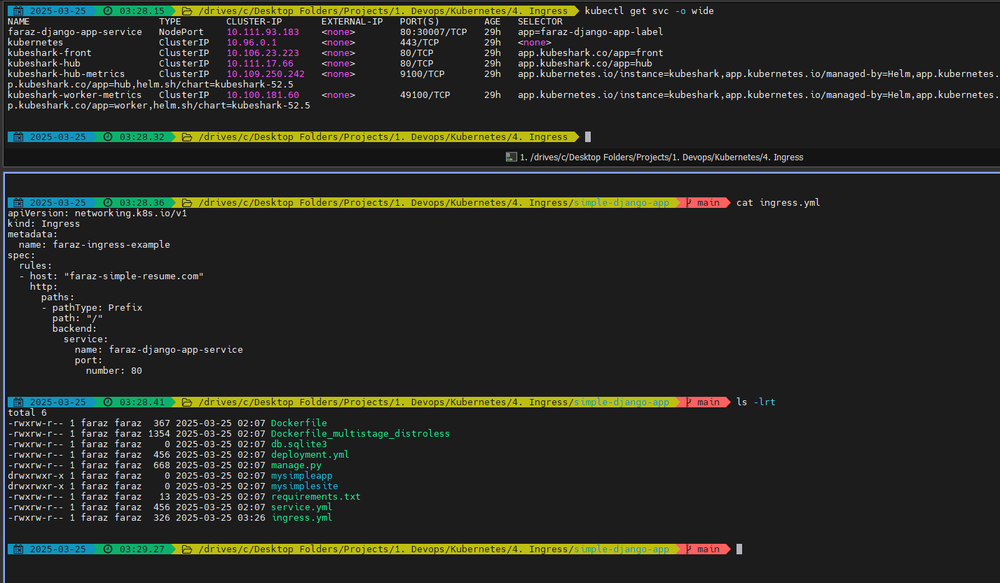 2025-03-25 03:28.15 /drives/c/Desktop Folders/Projects/1. Devops/Kubernetes/4. Ingress kubectl get svc -o wide
NAME TYPE CLUSTER-IP EXTERNAL-IP PORT(S) AGE SELECTOR
faraz-django-app-service NodePort 10.111.93.183 <none> 80:30007/TCP 29h app=faraz-django-app-label
kubernetes ClusterIP 10.96.0.1 <none> 443/TCP 29h <none>
kubeshark-front ClusterIP 10.106.23.223 <none> 80/TCP 29h app.kubeshark.co/app=front
kubeshark-hub ClusterIP 10.111.17.66 <none> 80/TCP 29h app.kubeshark.co/app=hub
kubeshark-hub-metrics ClusterIP 10.109.250.242 <none> 9100/TCP 29h app.kubernetes.io/instance=kubeshark,app.kubernetes.io/managed-by=Helm,app.kubernetes.
p.kubeshark.co/app=hub,helm.sh/chart=kubeshark-52.5
kubeshark-worker-metrics ClusterIP 10.100.181.60 <none> 49100/TCP 29h app.kubernetes.io/instance=kubeshark,app.kubernetes.io/managed-by=Helm,app.kubernetes.
p.kubeshark.co/app=worker,helm.sh/chart=kubeshark-52.5
2025-03-25 03:28.32 /drives/c/Desktop Folders/Projects/1. Devops/Kubernetes/4. Ingress
1. /drives/c/Desktop Folders/Projects/1. Devops/Kubernetes/4. Ingress
2025-03-25 03:28.36 /drives/c/Desktop Folders/Projects/1. Devops/Kubernetes/4. Ingress/simple-django-app main cat ingress.yml
apiVersion: networking.k8s.io/v1
kind: Ingress
metadata:
  name: faraz-ingress-example
spec:
  rules:
  - host: "faraz-simple-resume.com"
    http:
      paths:
      - pathType: Prefix
        path: "/"
        backend:
          service:
            name: faraz-django-app-service
            port:
              number: 80
2025-03-25 03:28.41 /drives/c/Desktop Folders/Projects/1. Devops/Kubernetes/4. Ingress/simple-django-app main ls -lrt
total 6
-rwxrw-r-- 1 faraz faraz 367 2025-03-25 02:07 Dockerfile
-rwxrw-r-- 1 faraz faraz 1354 2025-03-25 02:07 Dockerfile_multistage_distroless
-rwxrw-r-- 1 faraz faraz 0 2025-03-25 02:07 db.sqlite3
-rwxrw-r-- 1 faraz faraz 456 2025-03-25 02:07 deployment.yml
-rwxrw-r-- 1 faraz faraz 668 2025-03-25 02:07 manage.py
drwxrwxr-x 1 faraz faraz 0 2025-03-25 02:07 mysimpleapp
drwxrwxr-x 1 faraz faraz 0 2025-03-25 02:07 mysimplesite
-rwxrw-r-- 1 faraz faraz 13 2025-03-25 02:07 requirements.txt
-rwxrw-r-- 1 faraz faraz 456 2025-03-25 02:07 service.yml
-rwxrw-r-- 1 faraz faraz 326 2025-03-25 03:26 ingress.yml
2025-03-25 03:29.27 /drives/c/Desktop Folders/Projects/1. Devops/Kubernetes/4. Ingress/simple-django-app main